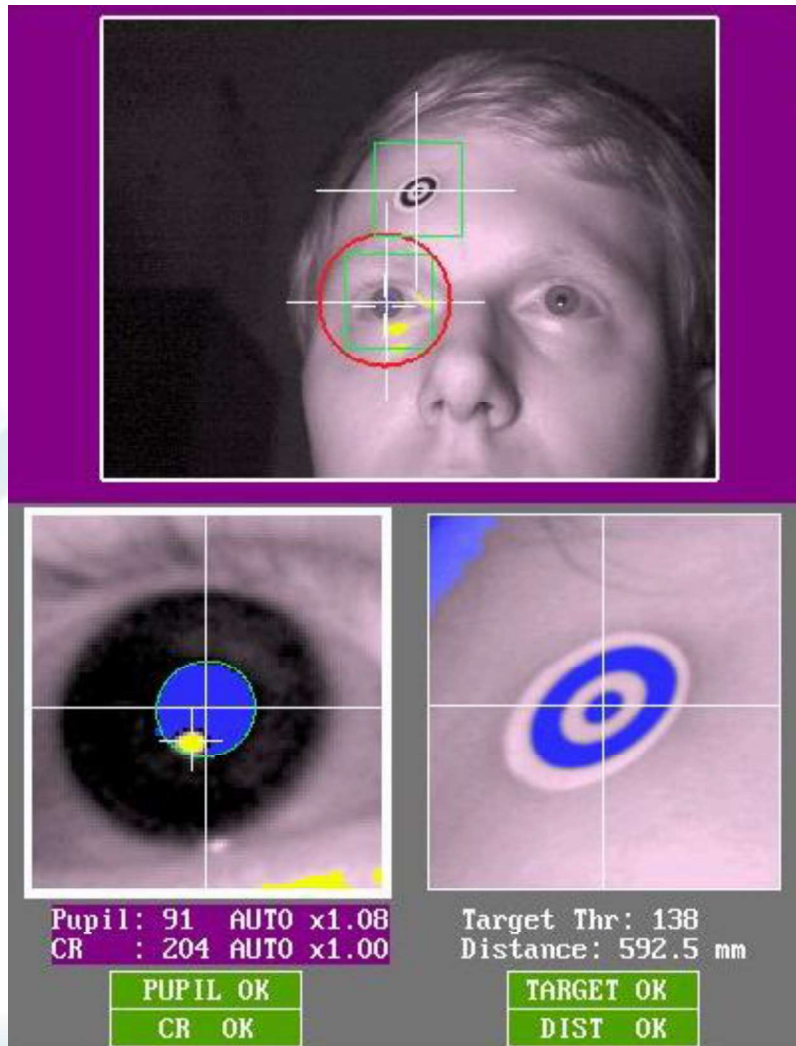 Pupil: 91 AUTO x1.08
CR : 204 AUTO x1.00
PUPIL OK
CR OK
Target Thr: 138
Distance: 592.5 mm
TARGET OK
DIST OK